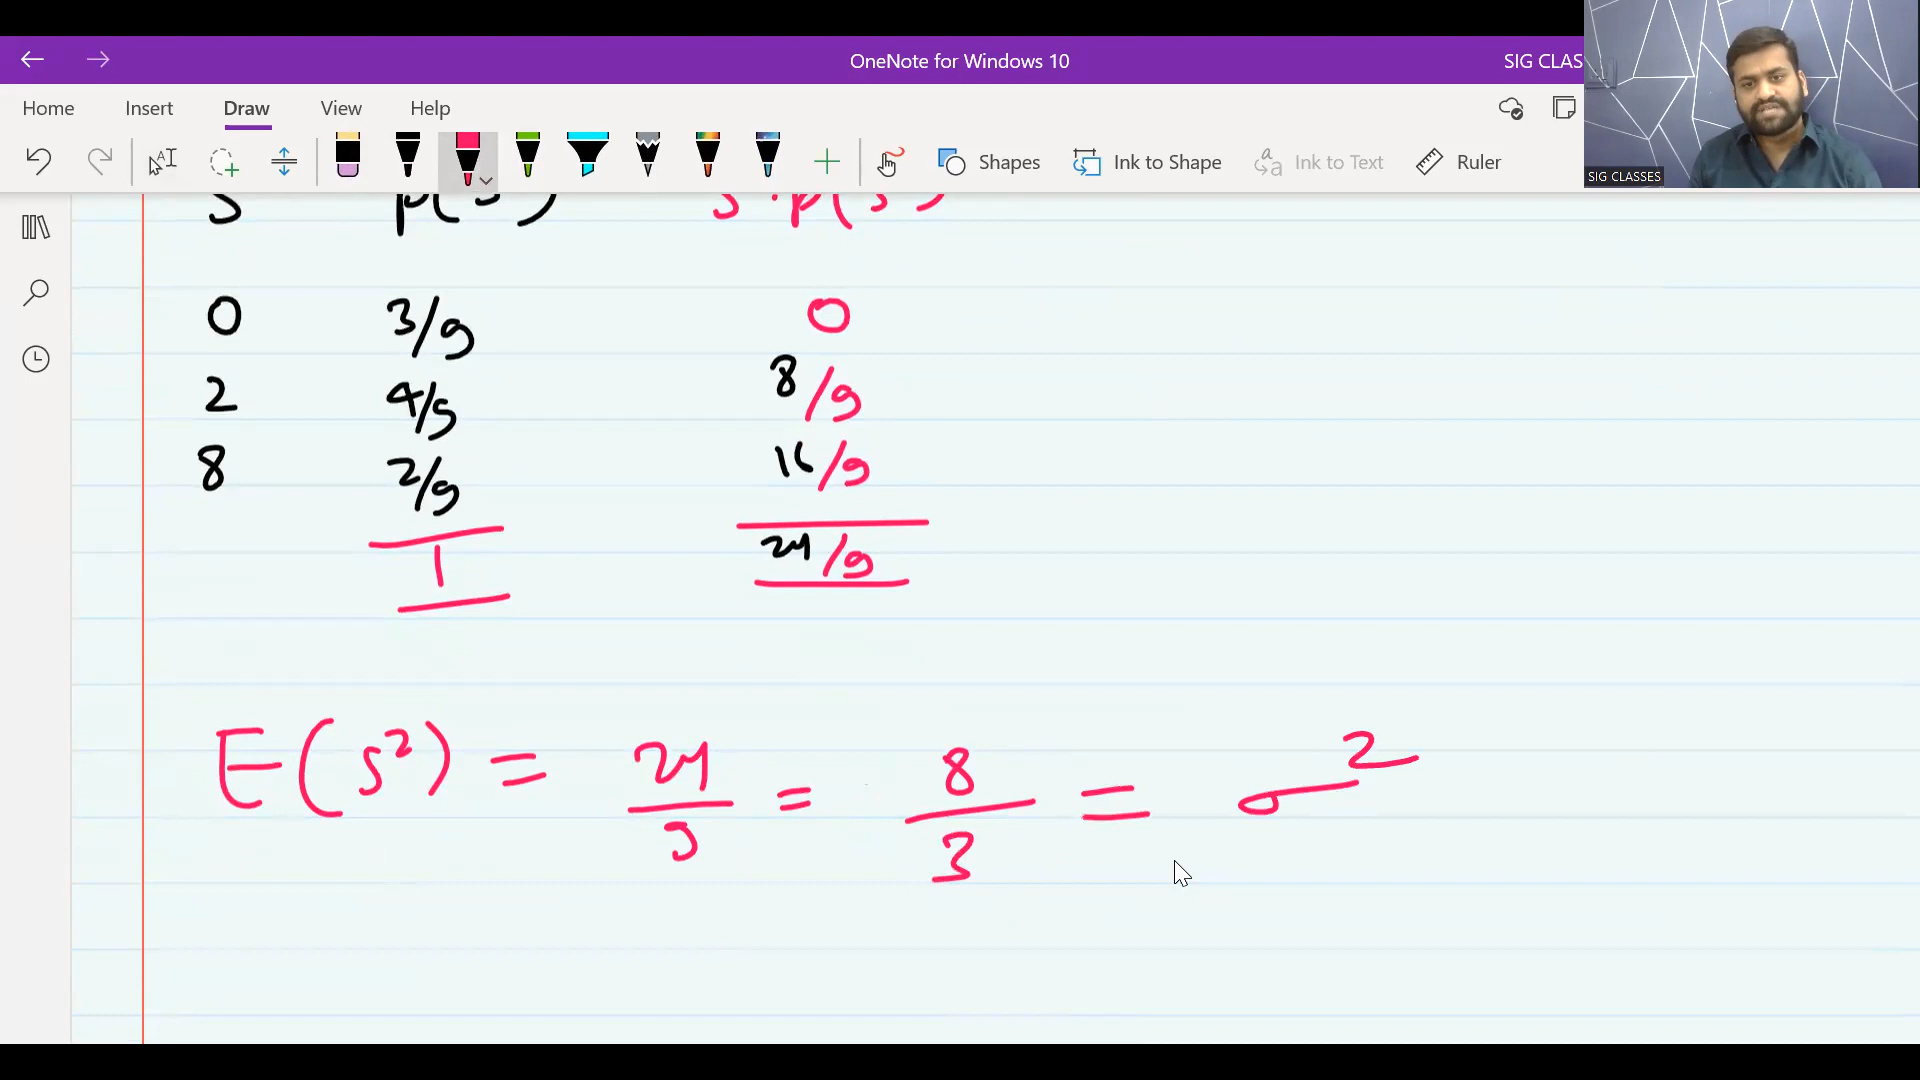 OneNote for Windows 10
SIG CLAS
Home Insert Draw View Help
Shapes Ink to Shape Ink to Text Ruler
SIG CLASSES
0 3/9 0
2 4/9 8/9
8 2/9 16/9
1 24/9
E(s²) = 24/9 = 8/3 = σ²